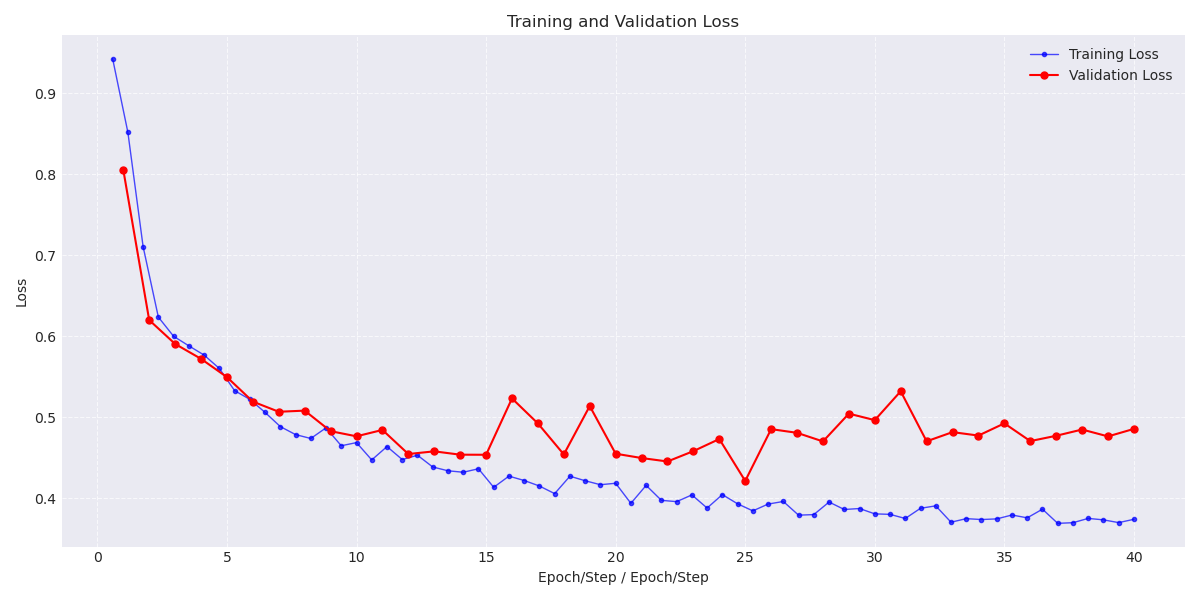 Training and Validation Loss
Training Loss
Validation Loss
Loss
0.9
0.8
0.7
0.6
0.5
0.4
0 5 10 15 20 25 30 35 40
Epoch/Step / Epoch/Step